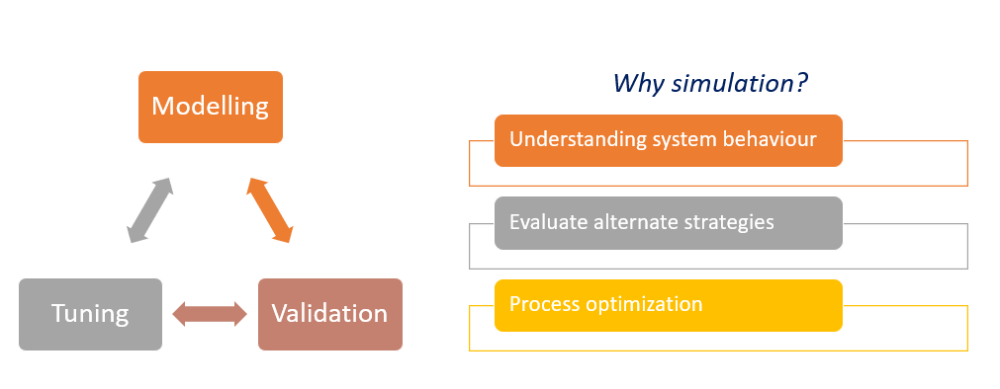 Modelling
Tuning
Validation
Why simulation?
Understanding system behaviour
Evaluate alternate strategies
Process optimization